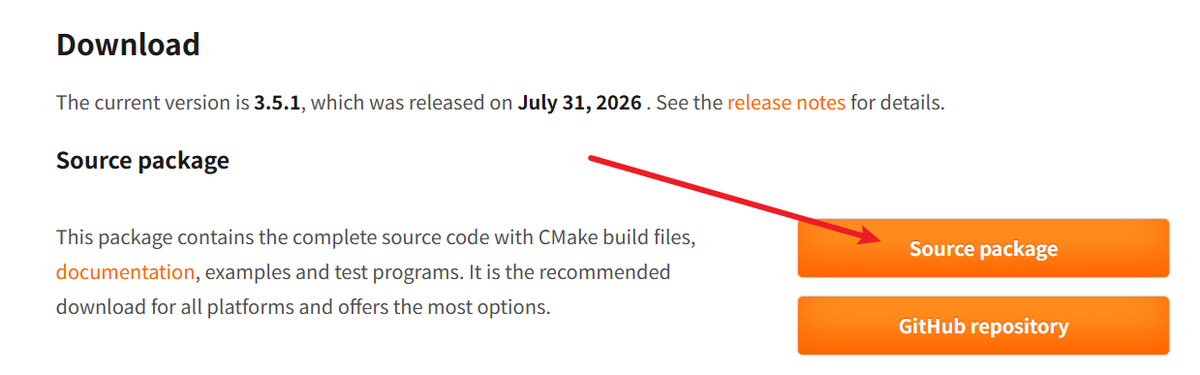 Download
The current version is 3.5.1, which was released on July 31, 2026 . See the release notes for details.
Source package
This package contains the complete source code with CMake build files,
documentation, examples and test programs. It is the recommended
download for all platforms and offers the most options.
Source package
GitHub repository